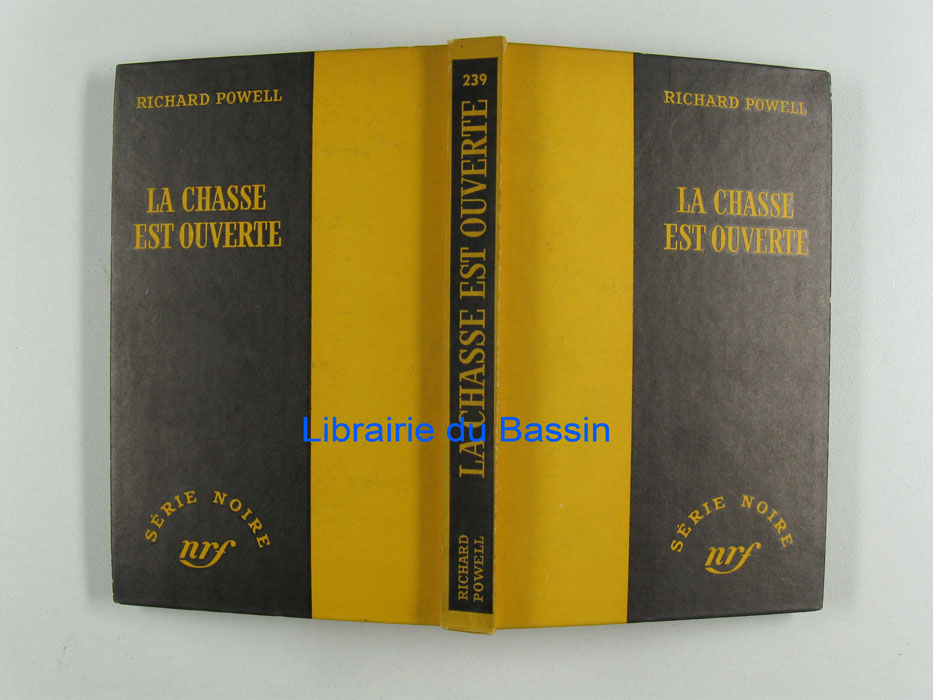 RICHARD POWELL
LA CHASSE
EST OUVERTE
SÉRIE NOIRE
nrf
239
LA CHASSE EST OUVERTE
RICHARD
POWELL
RICHARD POWELL
LA CHASSE
EST OUVERTE
SÉRIE NOIRE
nrf
Librairie du Bassin